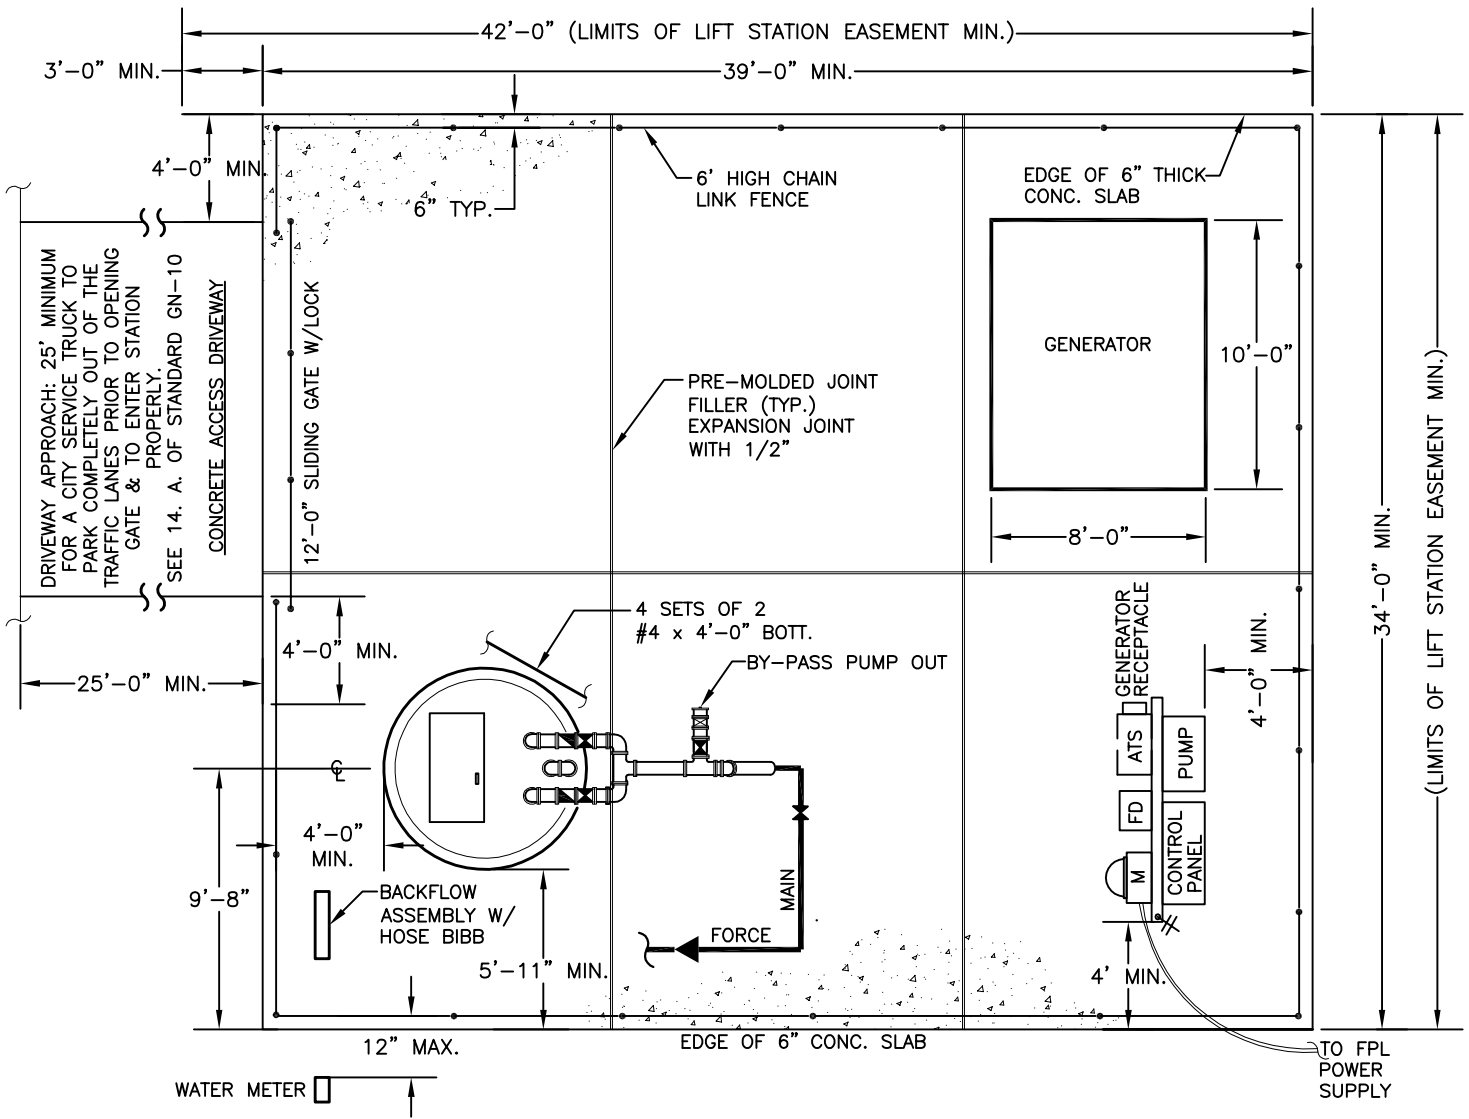 42'-0" (LIMITS OF LIFT STATION EASEMENT MIN.)
3'-0" MIN.
39'-0" MIN.
4'-0" MIN.
6" TYP.
6' HIGH CHAIN
LINK FENCE
EDGE OF 6" THICK
CONC. SLAB
DRIVEWAY APPROACH: 25' MINIMUM
FOR A CITY SERVICE TRUCK TO
PARK COMPLETELY OUT OF THE
TRAFFIC LANES PRIOR TO OPENING
GATE & TO ENTER STATION
PROPERLY.
SEE 14. A. OF STANDARD GN-10
CONCRETE ACCESS DRIVEWAY
12'-0" SLIDING GATE W/LOCK
GENERATOR
10'-0"
8'-0"
PRE-MOLDED JOINT
FILLER (TYP.)
EXPANSION JOINT
WITH 1/2"
34'-0" MIN.
(LIMITS OF LIFT STATION EASEMENT MIN.)
4'-0" MIN.
25'-0" MIN.
4 SETS OF 2
#4 x 4'-0" BOTT.
BY-PASS PUMP OUT
GENERATOR
RECEPTACLE
4'-0" MIN.
ATS
PUMP
FD
CONTROL
PANEL
M
CL
4'-0"
MIN.
9'-8"
BACKFLOW
ASSEMBLY W/
HOSE BIBB
MAIN
FORCE
5'-11" MIN.
4' MIN.
12" MAX.
EDGE OF 6" CONC. SLAB
WATER METER
TO FPL
POWER
SUPPLY